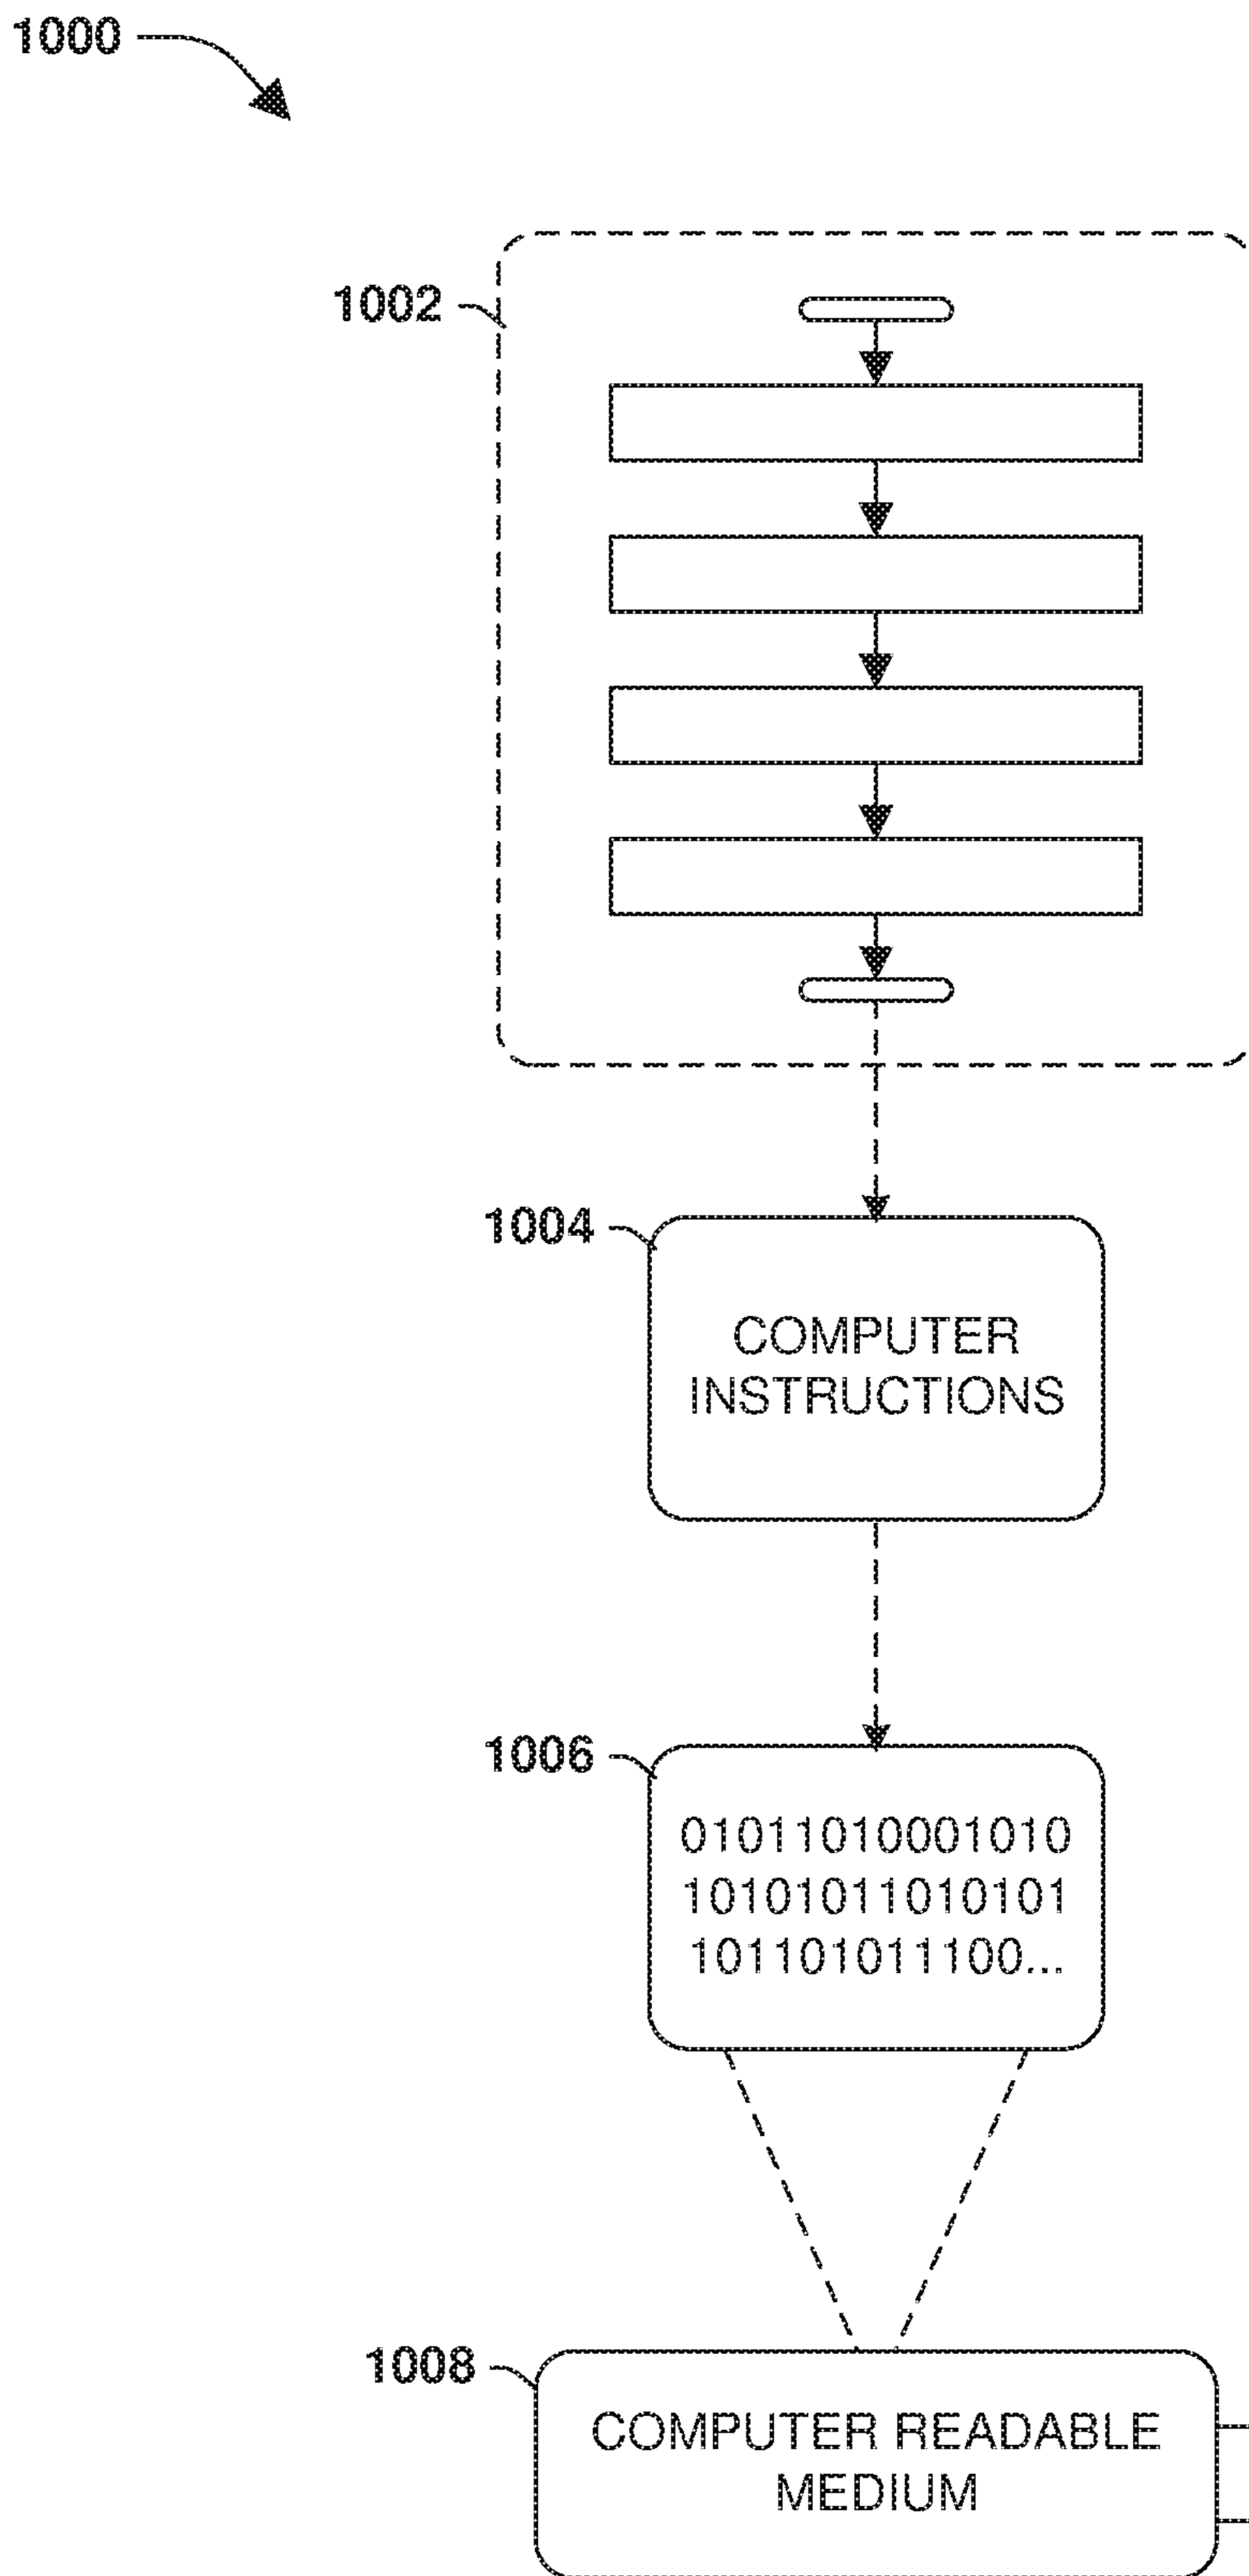 1000
1002
1004
COMPUTER
INSTRUCTIONS
1006
01011010001010
10101011010101
101101011100...
1008
COMPUTER READABLE
MEDIUM